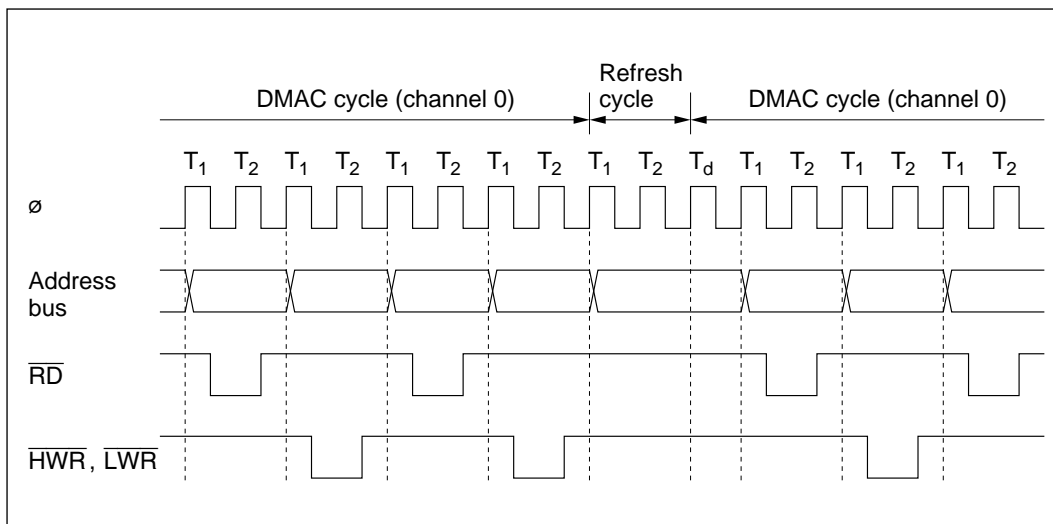 Refresh
DMAC cycle (channel 0) cycle DMAC cycle (channel 0)
T1 T2 T1 T2 T1 T2 T1 T2 T1 T2 Td T1 T2 T1 T2 T1 T2
ø
Address
bus
RD
HWR, LWR